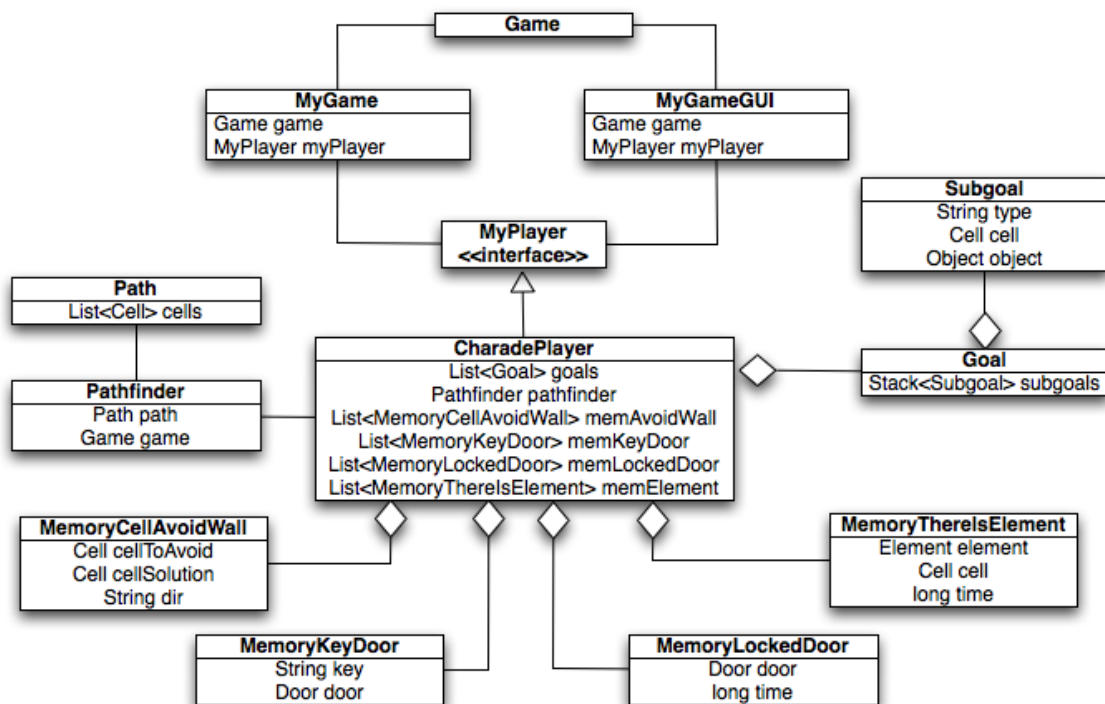 Game
MyGame
Game game
MyPlayer myPlayer
MyGameGUI
Game game
MyPlayer myPlayer
Subgoal
String type
Cell cell
Object object
MyPlayer
<<interface>>
Path
List<Cell> cells
CharadePlayer
List<Goal> goals
Pathfinder pathfinder
List<MemoryCellAvoidWall> memAvoidWall
List<MemoryKeyDoor> memKeyDoor
List<MemoryLockedDoor> memLockedDoor
List<MemoryThereIsElement> memElement
Goal
Stack<Subgoal> subgoals
Pathfinder
Path path
Game game
MemoryCellAvoidWall
Cell cellToAvoid
Cell cellSolution
String dir
MemoryThereIsElement
Element element
Cell cell
long time
MemoryKeyDoor
String key
Door door
MemoryLockedDoor
Door door
long time